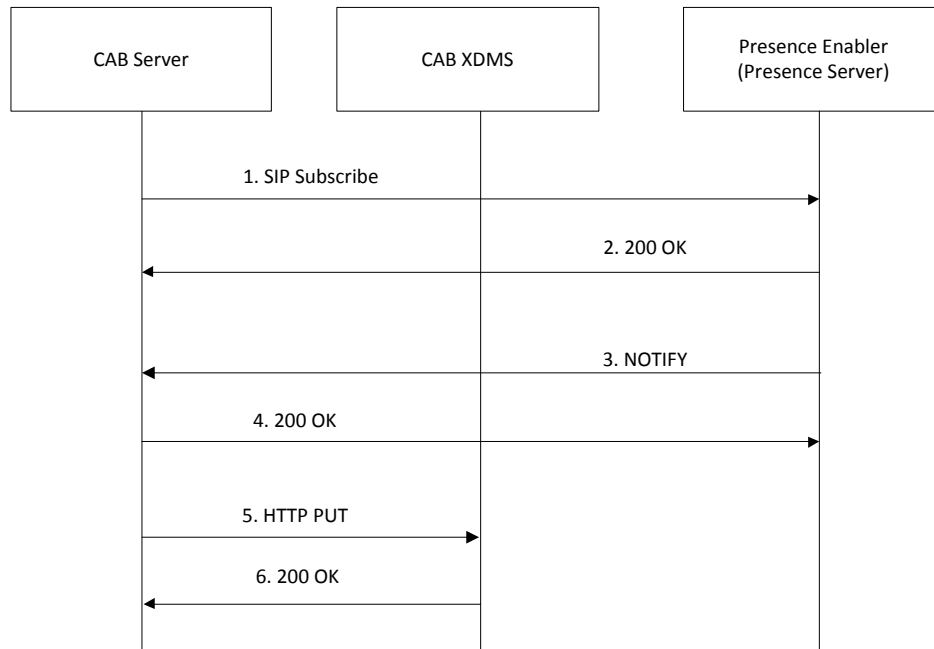 CAB Server
CAB XDMS
Presence Enabler
(Presence Server)
1. SIP Subscribe
2. 200 OK
3. NOTIFY
4. 200 OK
5. HTTP PUT
6. 200 OK